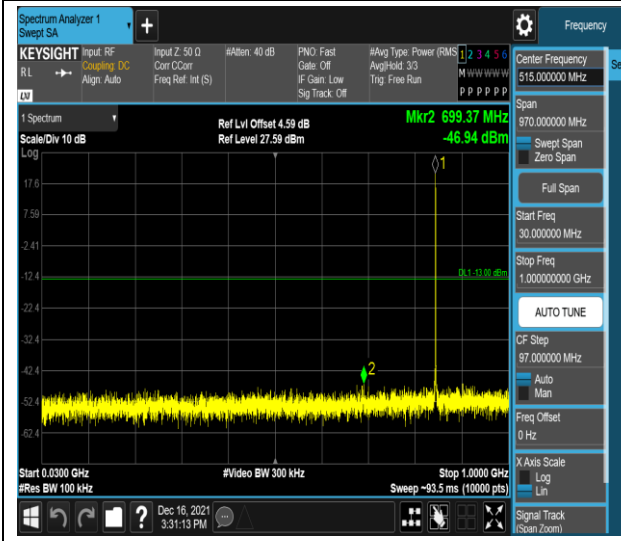 Spectrum Analyzer 1
Swept SA
+
Frequency
KEYSIGHT
Input: RF
Input Z: 50 Ω
#Atten: 40 dB
PNO: Fast
#Avg Type: Power (RMS
1 2 3 4 5 6
RL
Coupling: DC
Corr CCorr
Gate: Off
Avg|Hold: 3/3
M W W W W W
Align: Auto
Freq Ref: Int (S)
IF Gain: Low
Trig: Free Run
P P P P P P
Sig Track: Off
LXI
1 Spectrum
Ref Lvl Offset 4.59 dB
Mkr2 699.37 MHz
Scale/Div 10 dB
Ref Level 27.59 dBm
-46.94 dBm
Log
1
17.6
7.59
-2.41
-12.4
DL1 -13.00 dBm
-22.4
-32.4
-42.4
2
-52.4
-62.4
Start 0.0300 GHz
#Video BW 300 kHz
Stop 1.0000 GHz
#Res BW 100 kHz
Sweep ~93.5 ms (10000 pts)
?
Dec 16, 2021
3:31:13 PM
Center Frequency
515.000000 MHz
Se
Span
970.000000 MHz
Swept Span
Zero Span
Full Span
Start Freq
30.000000 MHz
Stop Freq
1.000000000 GHz
AUTO TUNE
CF Step
97.000000 MHz
Auto
Man
Freq Offset
0 Hz
X Axis Scale
Log
Lin
Signal Track
(Span Zoom)